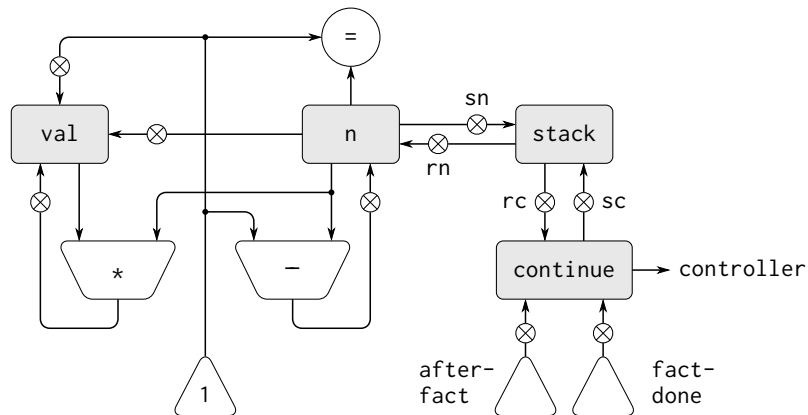 =
sn
val
n
stack
rn
rc
sc
*
−
continue
controller
after-
fact
fact-
done
1